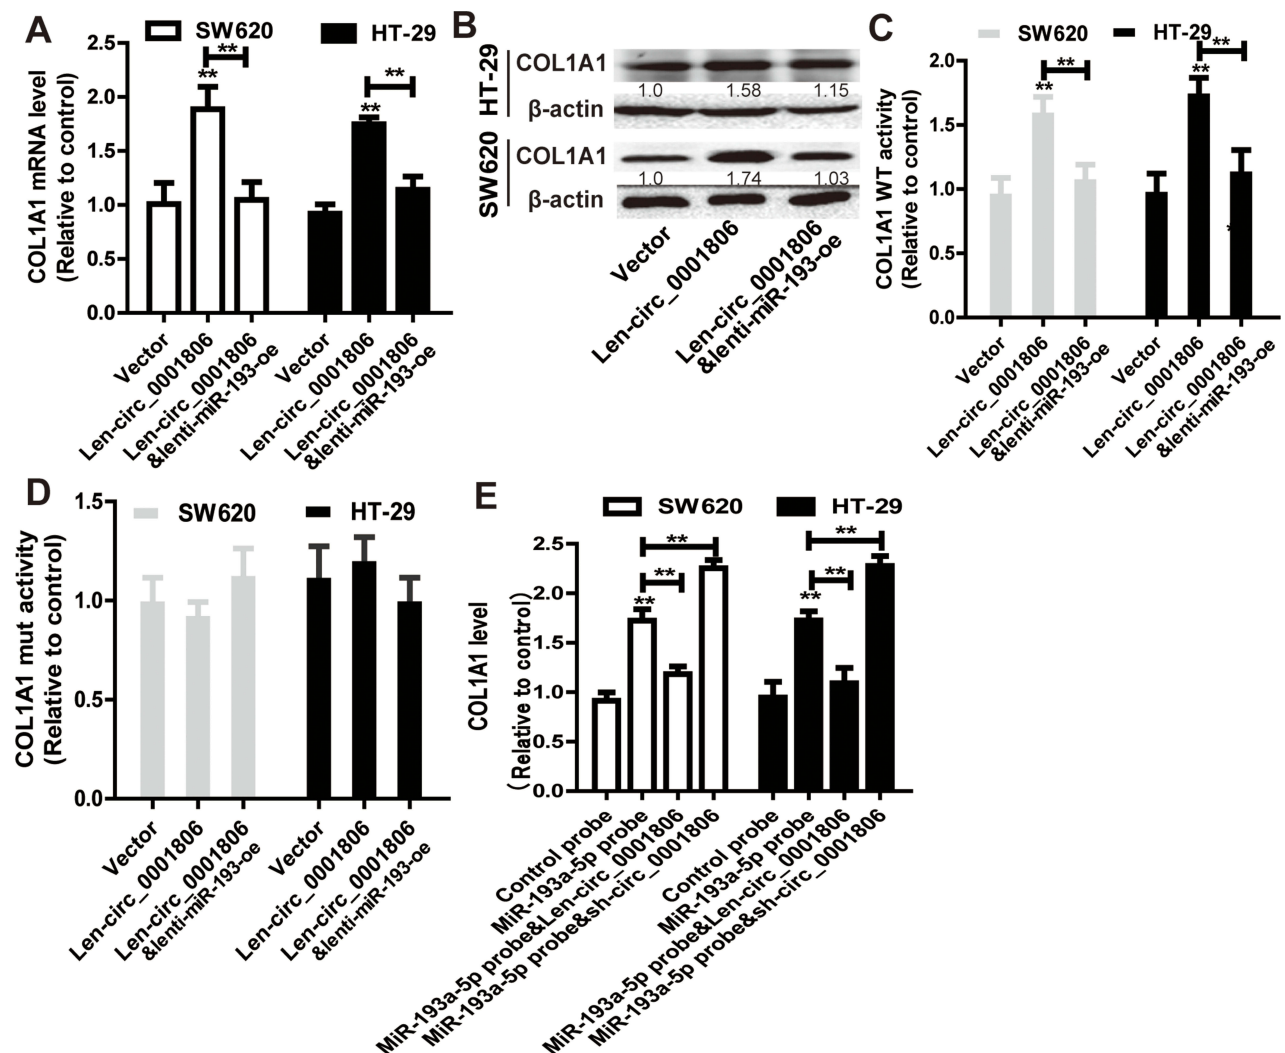 A
SW620
HT-29
COL1A1 mRNA level
(Relative to control)
2.5
2.0
1.5
1.0
0.5
0.0
**
**
**
**
Vector
Len-circ_0001806
Len-circ_0001806
&lenti-miR-193-oe
Vector
Len-circ_0001806
Len-circ_0001806
&lenti-miR-193-oe
B
HT-29
COL1A1
1.0 1.58 1.15
β-actin
SW620
COL1A1
1.0 1.74 1.03
β-actin
Vector
Len-circ_0001806
Len-circ_0001806
&lenti-miR-193-oe
C
SW620
HT-29
COL1A1 WT activity
(Relative to control)
2.0
1.5
1.0
0.5
0.0
**
**
**
**
*
Vector
Len-circ_0001806
Len-circ_0001806
&lenti-miR-193-oe
Vector
Len-circ_0001806
Len-circ_0001806
&lenti-miR-193-oe
D
SW620
HT-29
COL1A1 mut activity
(Relative to control)
1.5
1.0
0.5
0.0
Vector
Len-circ_0001806
Len-circ_0001806
&lenti-miR-193-oe
Vector
Len-circ_0001806
Len-circ_0001806
&lenti-miR-193-oe
E
SW620
HT-29
COL1A1 level
(Relative to control)
2.5
2.0
1.5
1.0
0.5
0.0
**
**
**
**
**
**
Control probe
MiR-193a-5p probe
MiR-193a-5p probe&Len-circ_0001806
MiR-193a-5p probe&sh-circ_0001806
Control probe
MiR-193a-5p probe
MiR-193a-5p probe&Len-circ_0001806
MiR-193a-5p probe&sh-circ_0001806